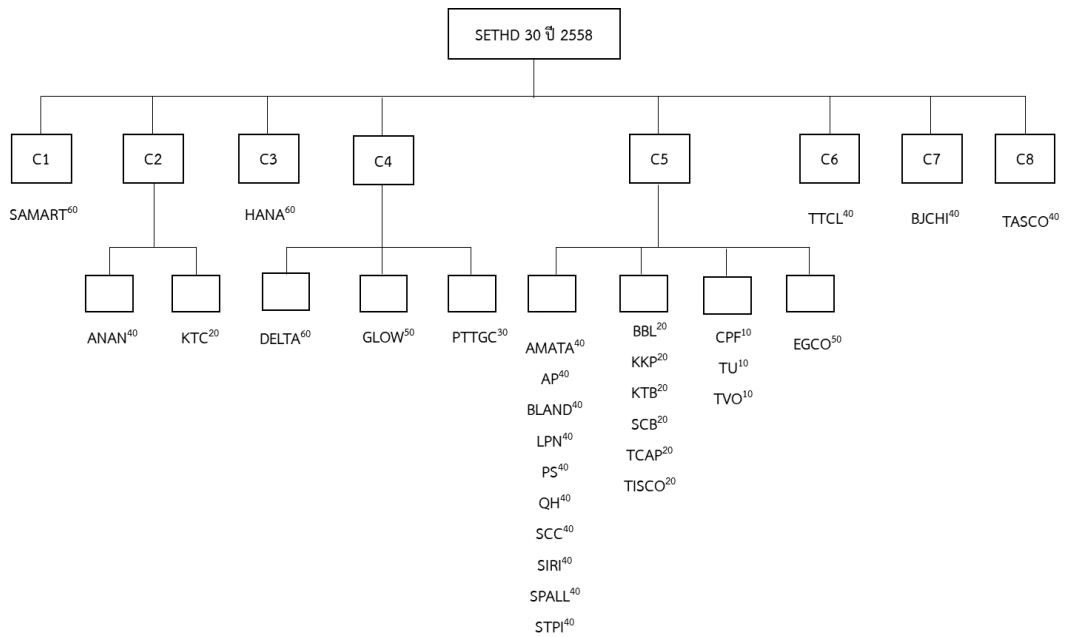 SETHD 30 ปี 2558
C1 C2 C3 C4 C5 C6 C7 C8
SAMART⁶⁰ HANA⁶⁰ TTCL⁴⁰ BJCHI⁴⁰ TASCO⁴⁰
ANAN⁴⁰ KTC²⁰ DELTA⁶⁰ GLOW⁵⁰ PTTGC³⁰
AMATA⁴⁰
AP⁴⁰
BLAND⁴⁰
LPN⁴⁰
PS⁴⁰
QH⁴⁰
SCC⁴⁰
SIRI⁴⁰
SPALL⁴⁰
STPI⁴⁰
BBL²⁰
KKP²⁰
KTB²⁰
SCB²⁰
TCAP²⁰
TISCO²⁰
CPF¹⁰
TU¹⁰
TVO¹⁰
EGCO⁵⁰